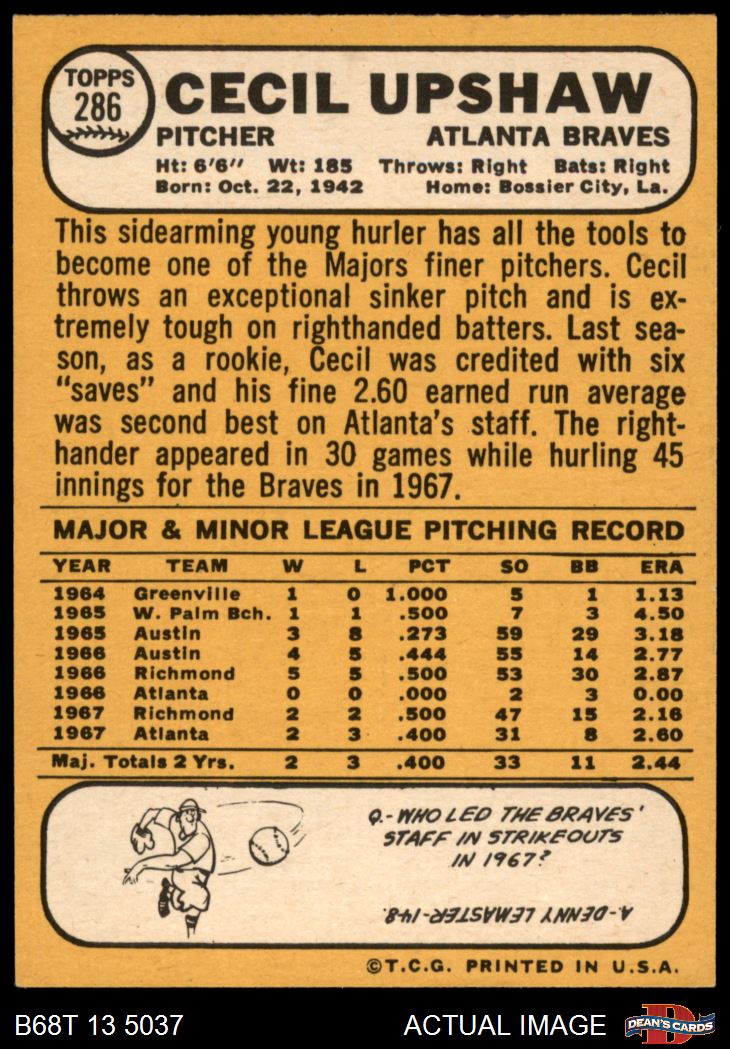 TOPPS
286
CECIL UPSHAW
PITCHER ATLANTA BRAVES
Ht: 6'6" Wt: 185 Throws: Right Bats: Right
Born: Oct. 22, 1942 Home: Bossier City, La.
This sidearming young hurler has all the tools to
become one of the Majors finer pitchers. Cecil
throws an exceptional sinker pitch and is ex-
tremely tough on righthanded batters. Last sea-
son, as a rookie, Cecil was credited with six
"saves" and his fine 2.60 earned run average
was second best on Atlanta's staff. The right-
hander appeared in 30 games while hurling 45
innings for the Braves in 1967.
MAJOR & MINOR LEAGUE PITCHING RECORD
YEAR TEAM W L PCT SO BB ERA
1964 Greenville 1 0 1.000 5 1 1.13
1965 W. Palm Bch. 1 1 .500 7 3 4.50
1965 Austin 3 8 .273 59 29 3.18
1966 Austin 4 5 .444 55 14 2.77
1966 Richmond 5 5 .500 53 30 2.87
1966 Atlanta 0 0 .000 2 3 0.00
1967 Richmond 2 2 .500 47 15 2.16
1967 Atlanta 2 3 .400 31 8 2.60
Maj. Totals 2 Yrs. 2 3 .400 33 11 2.44
Q.-WHO LED THE BRAVES'
STAFF IN STRIKEOUTS
IN 1967?
A-DENNY LEMASTER-148.
©T.C.G. PRINTED IN U.S.A.
B68T 13 5037 ACTUAL IMAGE
D
DEAN'S CARDS